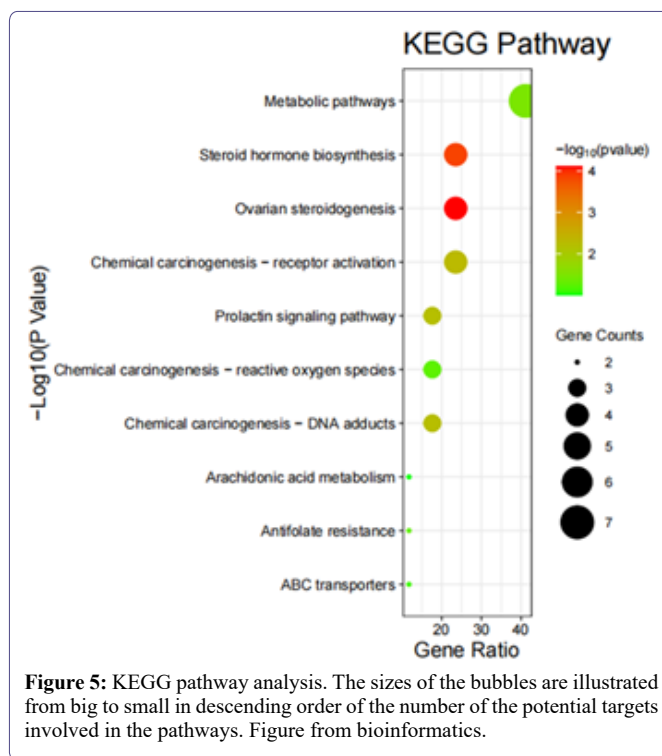 KEGG Pathway
−Log10(P Value)
Metabolic pathways
Steroid hormone biosynthesis
Ovarian steroidogenesis
Chemical carcinogenesis − receptor activation
Prolactin signaling pathway
Chemical carcinogenesis − reactive oxygen species
Chemical carcinogenesis − DNA adducts
Arachidonic acid metabolism
Antifolate resistance
ABC transporters
20 30 40
Gene Ratio
−log10(pvalue)
4
3
2
Gene Counts
2
3
4
5
6
7
Figure 5: KEGG pathway analysis. The sizes of the bubbles are illustrated
from big to small in descending order of the number of the potential targets
involved in the pathways. Figure from bioinformatics.